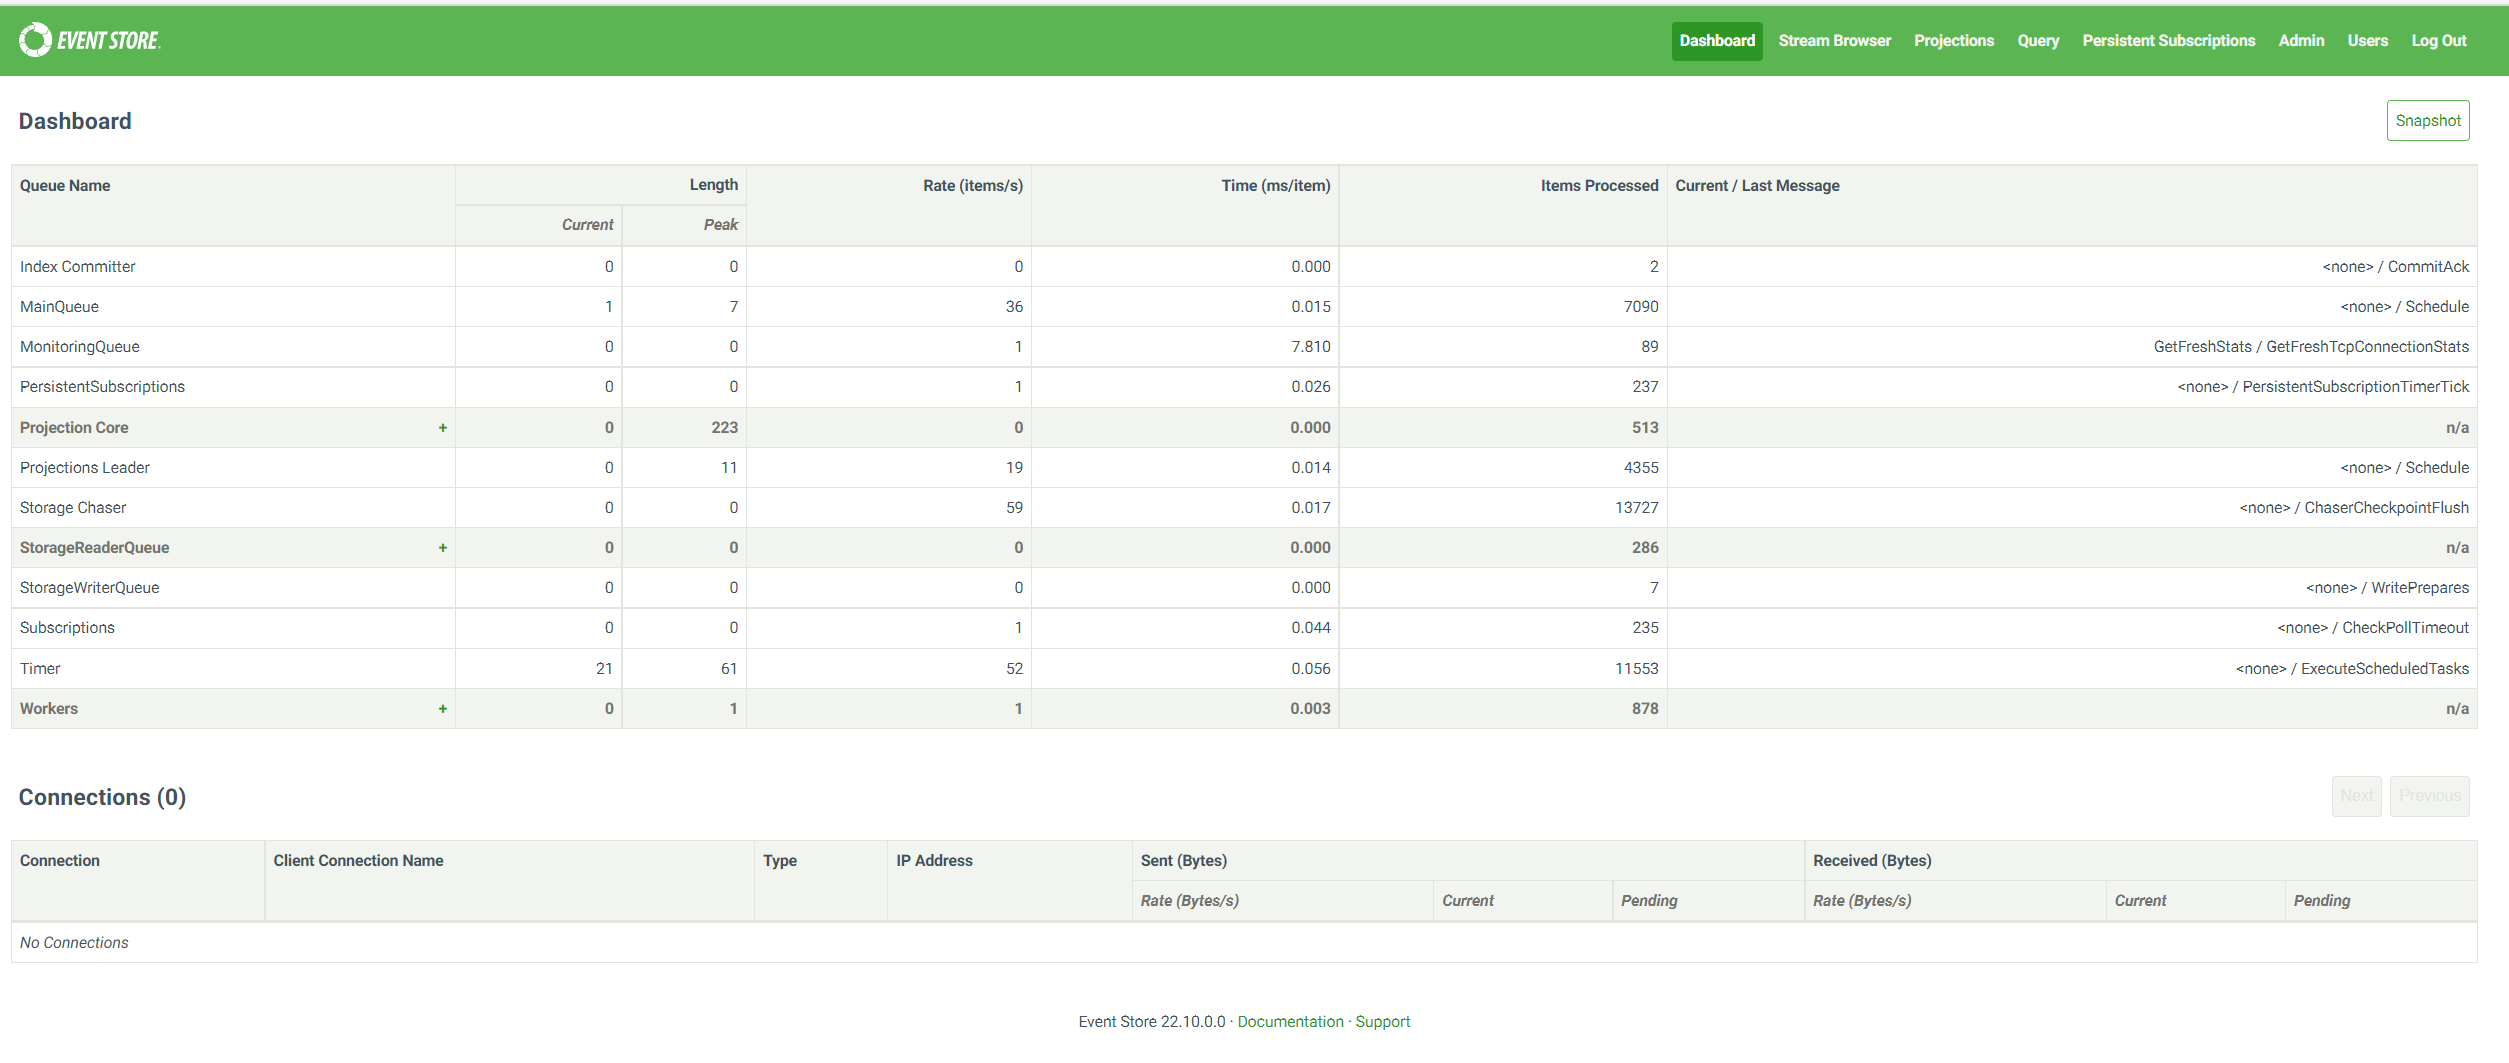 EVENT STORE.
Dashboard Stream Browser Projections Query Persistent Subscriptions Admin Users Log Out
Dashboard Snapshot
Queue Name Length Rate (items/s) Time (ms/item) Items Processed Current / Last Message
Current Peak
Index Committer 0 0 0 0.000 2 <none> / CommitAck
MainQueue 1 7 36 0.015 7090 <none> / Schedule
MonitoringQueue 0 0 1 7.810 89 GetFreshStats / GetFreshTcpConnectionStats
PersistentSubscriptions 0 0 1 0.026 237 <none> / PersistentSubscriptionTimerTick
Projection Core + 0 223 0 0.000 513 n/a
Projections Leader 0 11 19 0.014 4355 <none> / Schedule
Storage Chaser 0 0 59 0.017 13727 <none> / ChaserCheckpointFlush
StorageReaderQueue + 0 0 0 0.000 286 n/a
StorageWriterQueue 0 0 0 0.000 7 <none> / WritePrepares
Subscriptions 0 0 1 0.044 235 <none> / CheckPollTimeout
Timer 21 61 52 0.056 11553 <none> / ExecuteScheduledTasks
Workers + 0 1 1 0.003 878 n/a
Connections (0) Next Previous
Connection Client Connection Name Type IP Address Sent (Bytes) Received (Bytes)
Rate (Bytes/s) Current Pending Rate (Bytes/s) Current Pending
No Connections
Event Store 22.10.0.0 · Documentation · Support